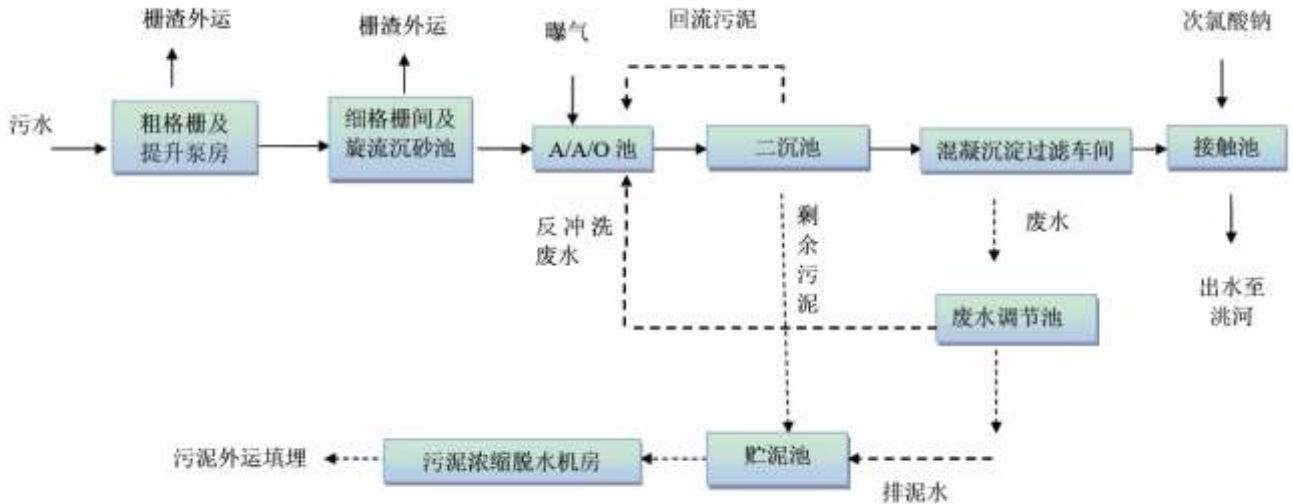 栅渣外运
栅渣外运
曝气
回流污泥
次氯酸钠
污水
粗格栅及
提升泵房
细格栅间及
旋流沉砂池
A/A/O 池
二沉池
混凝沉淀过滤车间
接触池
反 冲 洗
废水
剩
余
污
泥
废水
出水至
洮河
废水调节池
污泥外运填埋
污泥浓缩脱水机房
贮泥池
排泥水